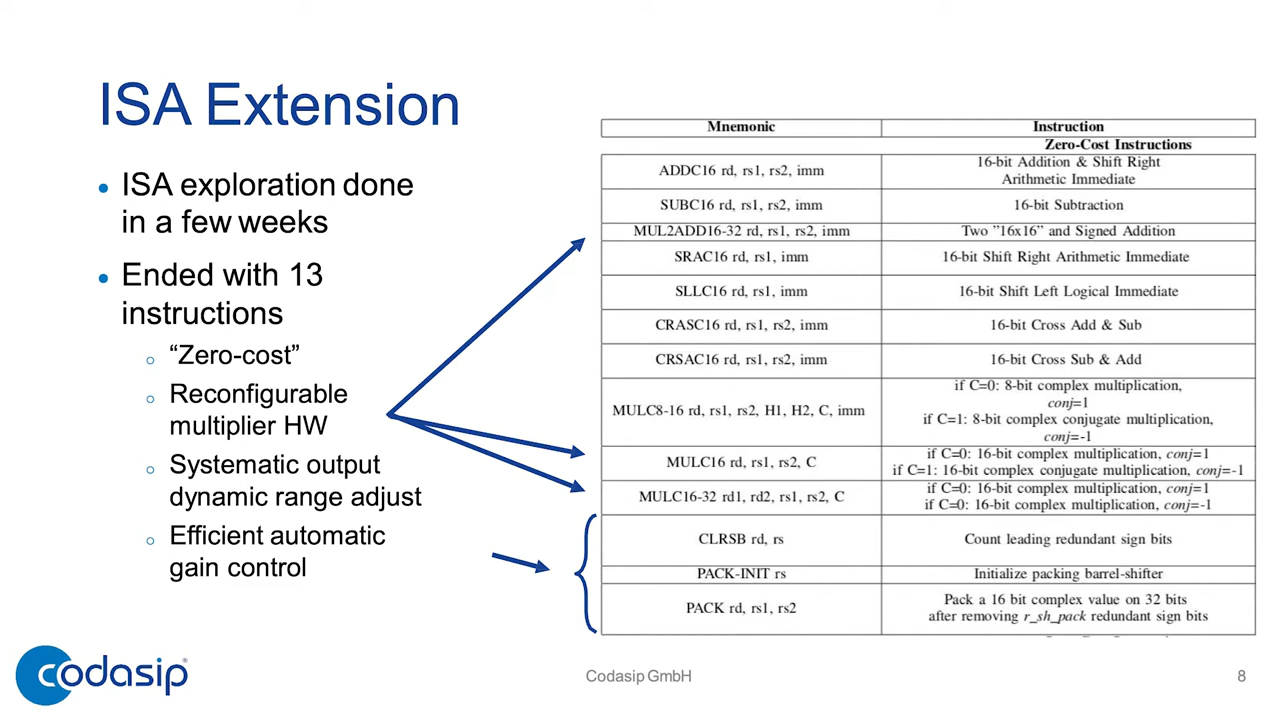 ISA Extension
• ISA exploration done
in a few weeks
• Ended with 13
instructions
○ “Zero-cost”
○ Reconfigurable
multiplier HW
○ Systematic output
dynamic range adjust
○ Efficient automatic
gain control
Mnemonic Instruction
Zero-Cost Instructions
ADDC16 rd, rs1, rs2, imm 16-bit Addition & Shift Right
Arithmetic Immediate
SUBC16 rd, rs1, rs2, imm 16-bit Subtraction
MUL2ADD16-32 rd, rs1, rs2, imm Two ”16x16” and Signed Addition
SRAC16 rd, rs1, imm 16-bit Shift Right Arithmetic Immediate
SLLC16 rd, rs1, imm 16-bit Shift Left Logical Immediate
CRASC16 rd, rs1, rs2, imm 16-bit Cross Add & Sub
CRSAC16 rd, rs1, rs2, imm 16-bit Cross Sub & Add
MULC8-16 rd, rs1, rs2, H1, H2, C, imm if C=0: 8-bit complex multiplication,
conj=1
if C=1: 8-bit complex conjugate multiplication,
conj=-1
MULC16 rd, rs1, rs2, C if C=0: 16-bit complex multiplication, conj=1
if C=1: 16-bit complex conjugate multiplication, conj=-1
MULC16-32 rd1, rd2, rs1, rs2, C if C=0: 16-bit complex multiplication, conj=1
if C=0: 16-bit complex multiplication, conj=-1
CLRSB rd, rs Count leading redundant sign bits
PACK-INIT rs Initialize packing barrel-shifter
PACK rd, rs1, rs2 Pack a 16 bit complex value on 32 bits
after removing r_sh_pack redundant sign bits
codasip®
Codasip GmbH
8